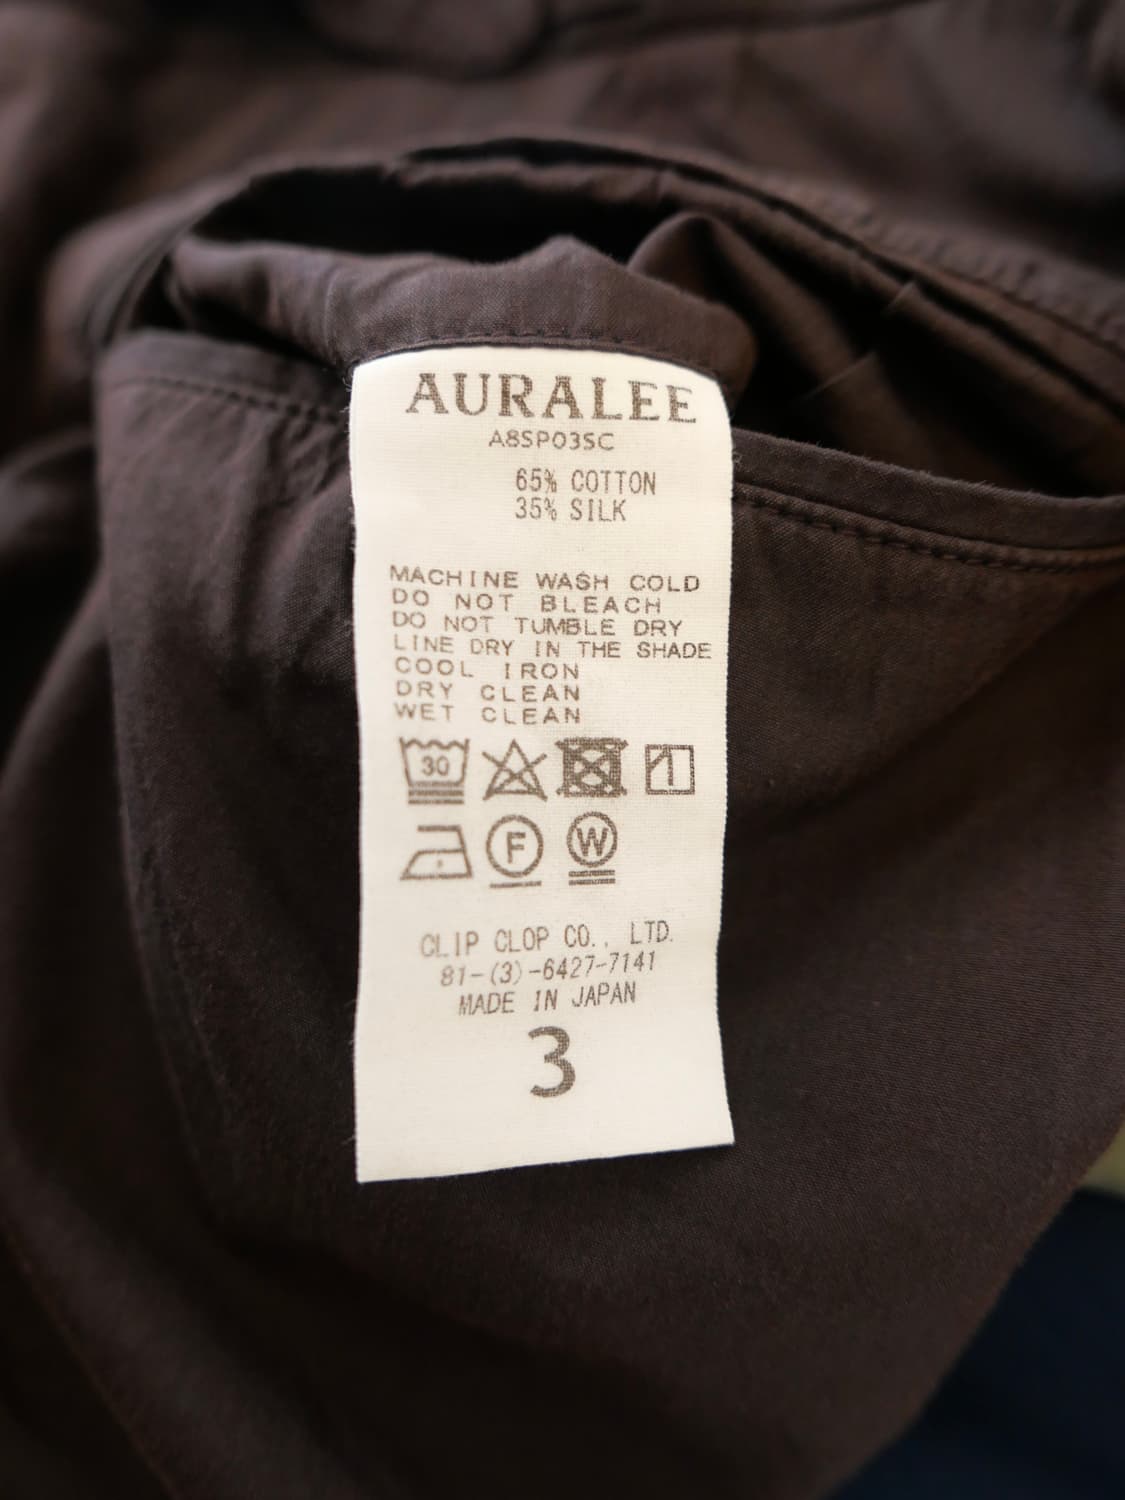 AURALEE
A8SP03SC
65% COTTON
35% SILK
MACHINE WASH COLD
DO NOT BLEACH
DO NOT TUMBLE DRY
LINE DRY IN THE SHADE
COOL IRON
DRY CLEAN
WET CLEAN
30
F W
CLIP CLOP CO., LTD.
81-(3)-6427-7141
MADE IN JAPAN
3